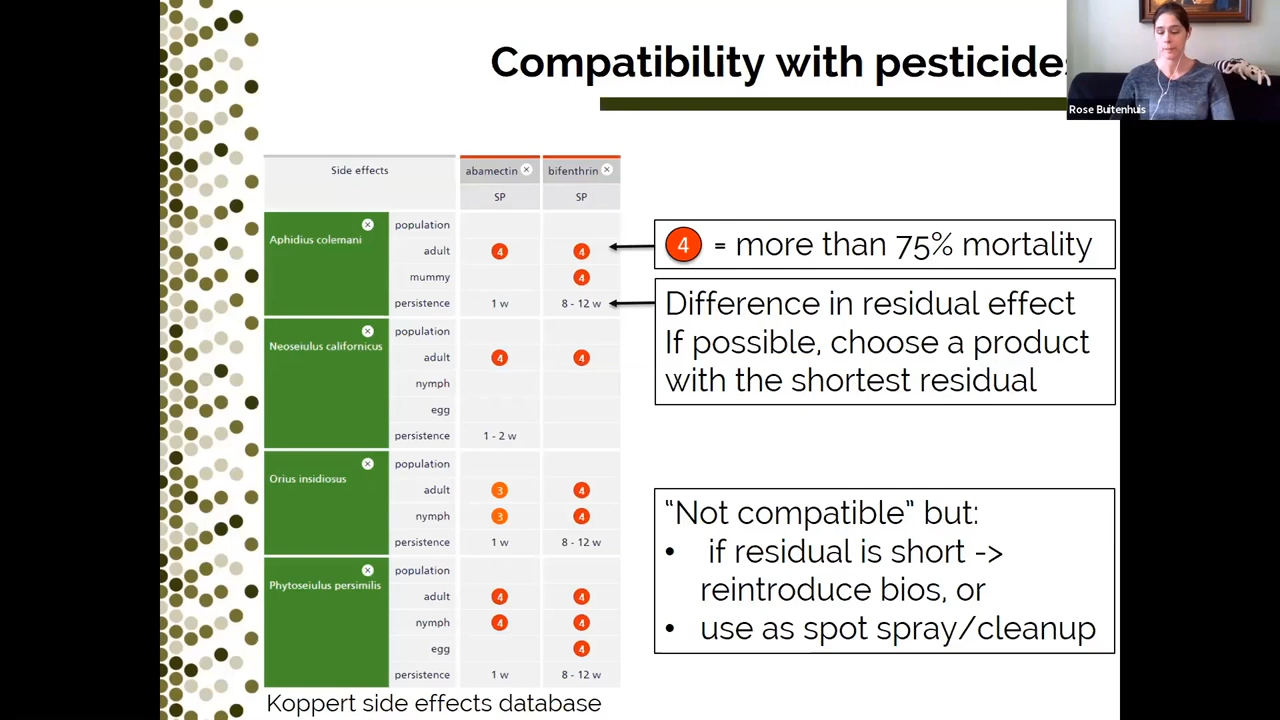 Compatibility with pesticides
Rose Buitenhuis
Side effects abamectin bifenthrin
SP SP
Aphidius colemani
population
adult 4 4
mummy 4
persistence 1 w 8 - 12 w
Neoseiulus californicus
population
adult 4 4
nymph
egg
persistence 1 - 2 w
Orius insidiosus
population
adult 3 4
nymph 3 4
persistence 1 w 8 - 12 w
Phytoseiulus persimilis
population
adult 4 4
nymph 4 4
egg 4
persistence 1 w 8 - 12 w
Koppert side effects database
4 = more than 75% mortality
Difference in residual effect
If possible, choose a product
with the shortest residual
“Not compatible” but:
• if residual is short ->
reintroduce bios, or
• use as spot spray/cleanup